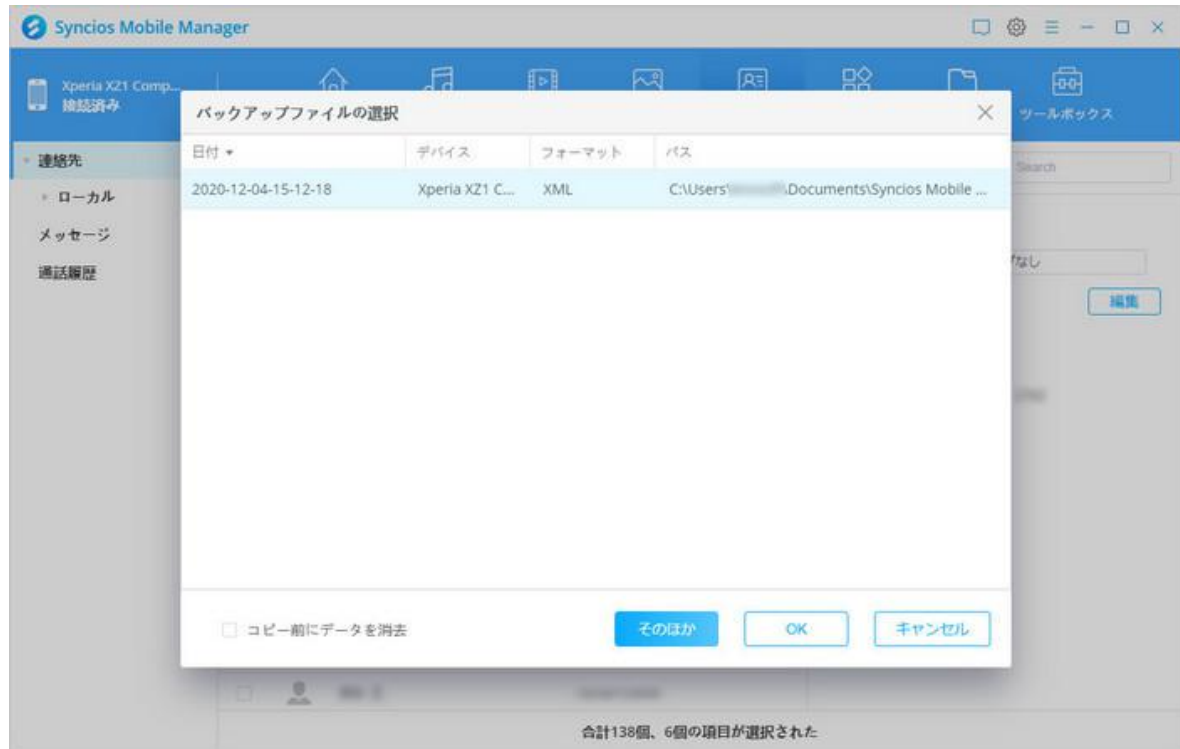 Syncios Mobile Manager
Xperia XZ1 Comp...
接続済み
ツールボックス
バックアップファイルの選択
連絡先
ローカル
メッセージ
通話履歴
日付 デバイス フォーマット パス
2020-12-04-15-12-18 Xperia XZ1 C... XML C:\Users\ \Documents\Syncios Mobile ...
Search
なし
編集
コピー前にデータを消去
そのほか
OK
キャンセル
合計138個、6個の項目が選択された